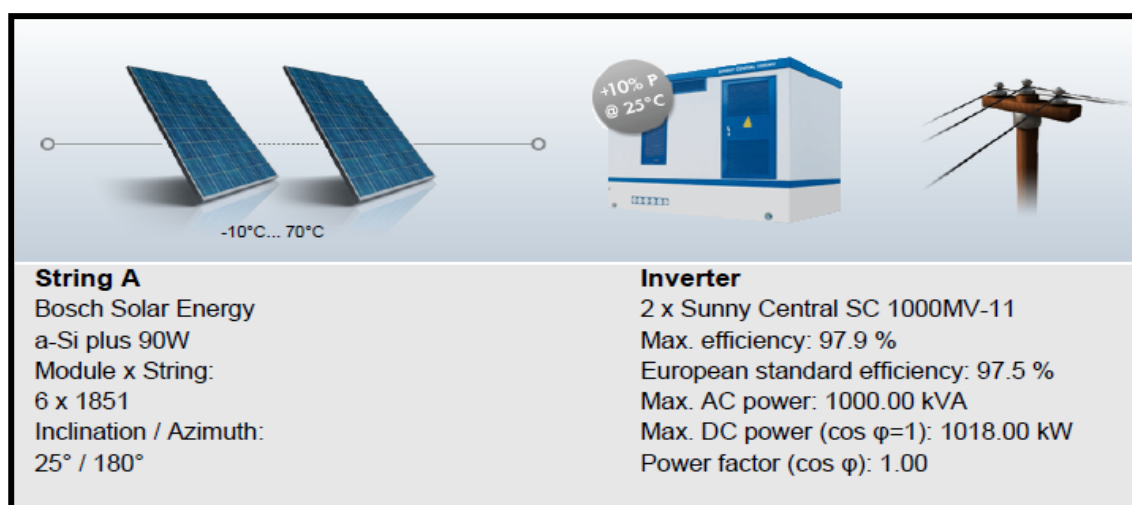 +10% P
@ 25°C
-10°C... 70°C
String A
Bosch Solar Energy
a-Si plus 90W
Module x String:
6 x 1851
Inclination / Azimuth:
25° / 180°
Inverter
2 x Sunny Central SC 1000MV-11
Max. efficiency: 97.9 %
European standard efficiency: 97.5 %
Max. AC power: 1000.00 kVA
Max. DC power (cos φ=1): 1018.00 kW
Power factor (cos φ): 1.00